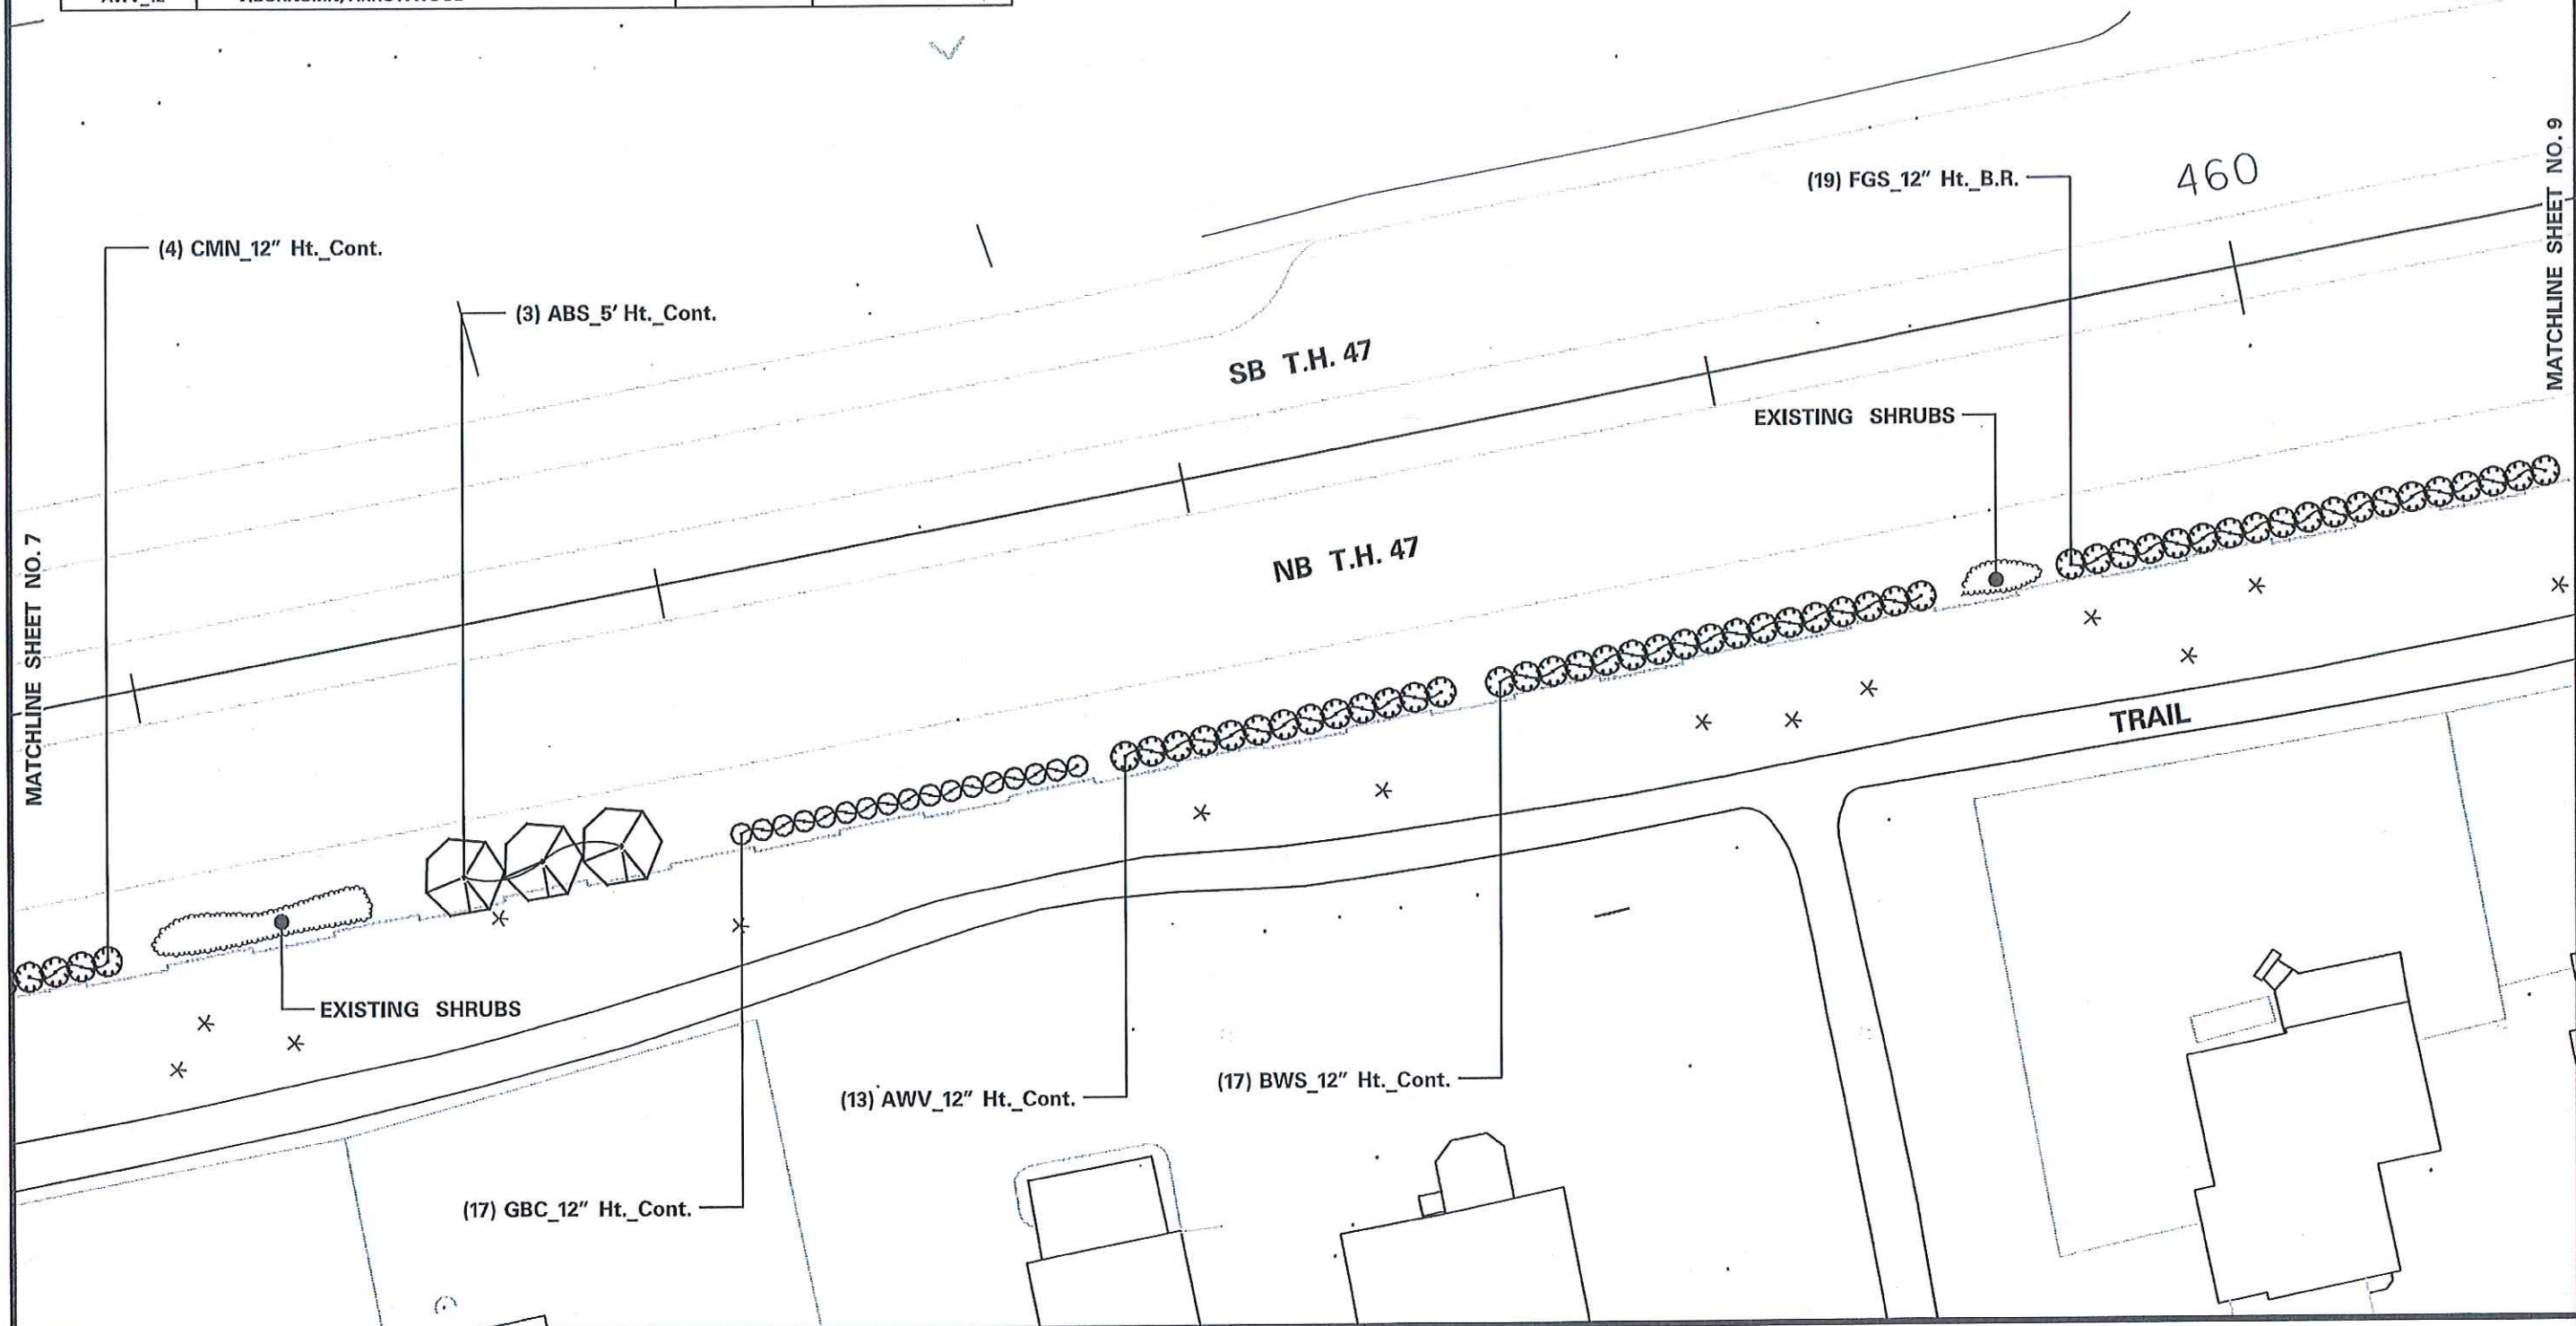 MATCHLINE SHEET NO. 9
460
(19) FGS_12" Ht._B.R.
(4) CMN_12" Ht._Cont.
(3) ABS_5' Ht._Cont.
SB T.H. 47
EXISTING SHRUBS
NB T.H. 47
MATCHLINE SHEET NO. 7
TRAIL
EXISTING SHRUBS
(13) AWV_12" Ht._Cont.
(17) BWS_12" Ht._Cont.
(17) GBC_12" Ht._Cont.